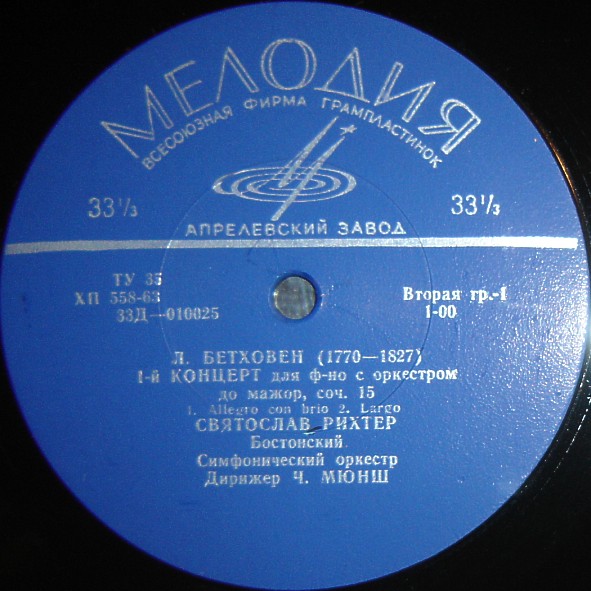 МЕЛОДИЯ
ВСЕСОЮЗНАЯ ФИРМА ГРАМПЛАСТИНОК
33⅓ 33⅓
АПРЕЛЕВСКИЙ ЗАВОД
ТУ 35
ХП 558-63
33Д—010025
Вторая гр.-1
1-00
Л. БЕТХОВЕН (1770—1827)
1-й КОНЦЕРТ для ф-но с оркестром
до мажор, соч. 15
1. Allegro con brio 2. Largo
СВЯТОСЛАВ РИХТЕР
Бостонский
Симфонический оркестр
Дирижер Ч. МЮНШ